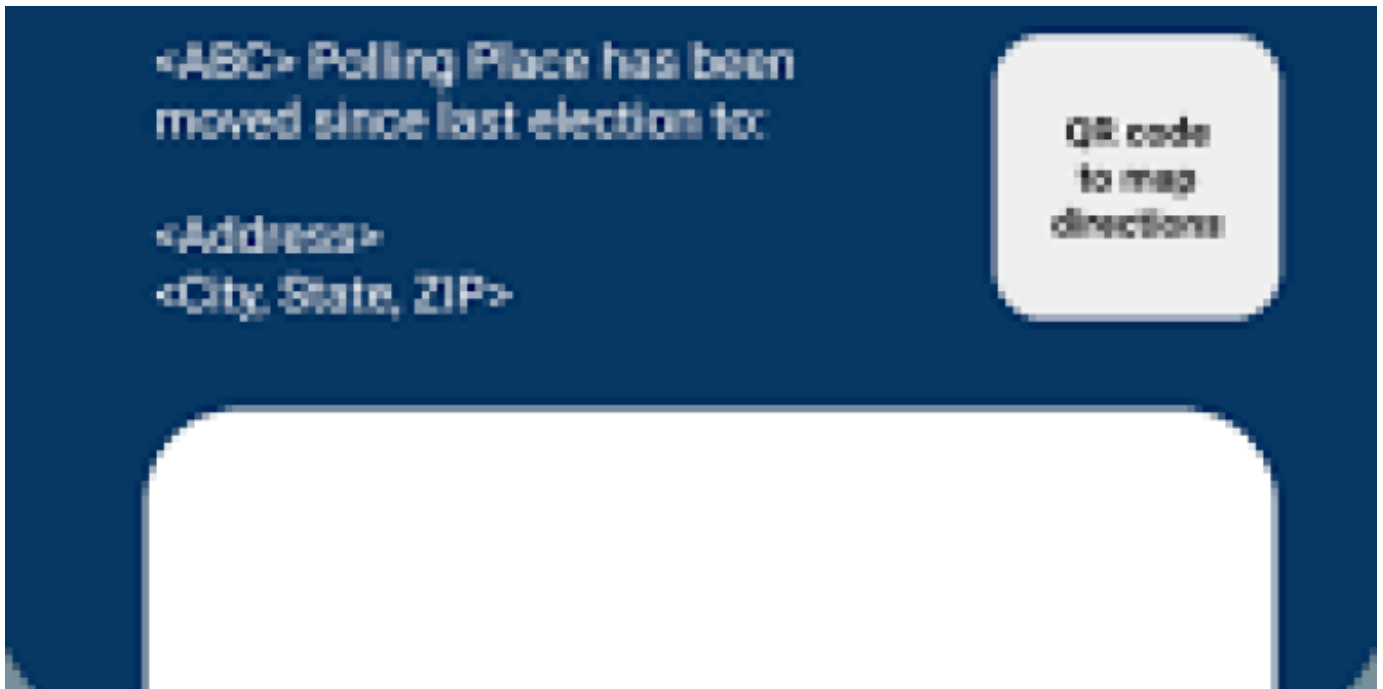 <ABC> Polling Place has been
moved since last election to:
<Address>
<City, State, ZIP>
QR code
to map
directions